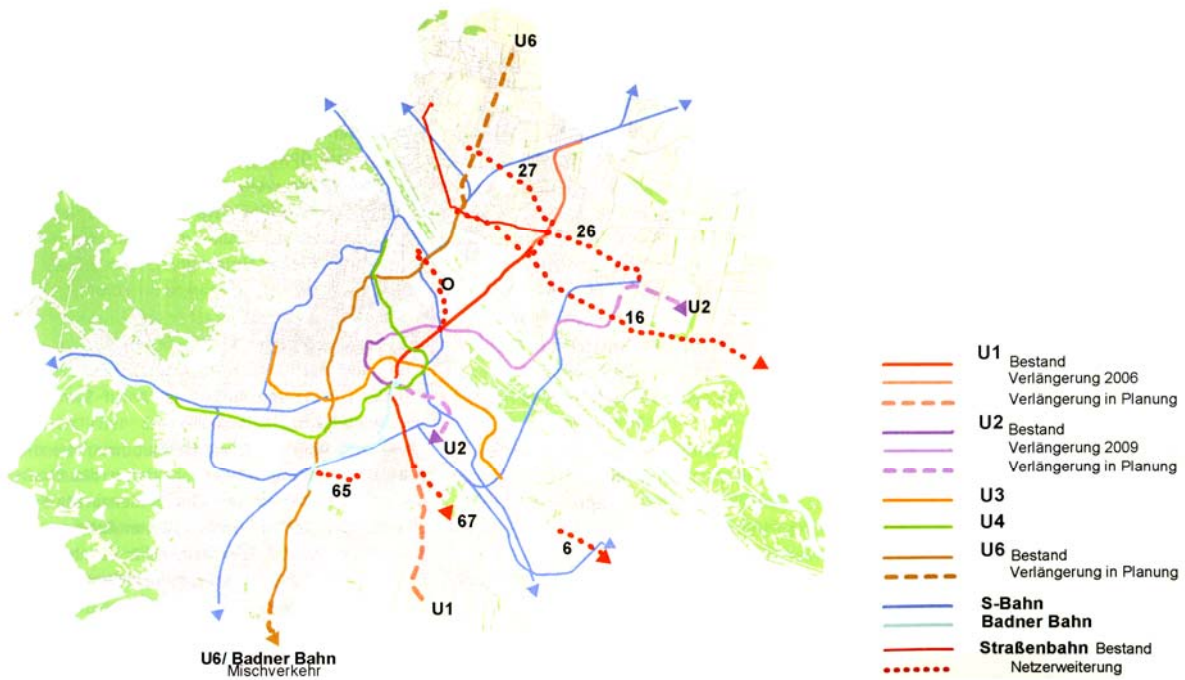 U6
27
26
O
16
U2
U2
65
67
6
U1
U6/ Badner Bahn
Mischverkehr
U1 Bestand
Verlängerung 2006
Verlängerung in Planung
U2 Bestand
Verlängerung 2009
Verlängerung in Planung
U3
U4
U6 Bestand
Verlängerung in Planung
S-Bahn
Badner Bahn
Straßenbahn Bestand
Netzerweiterung